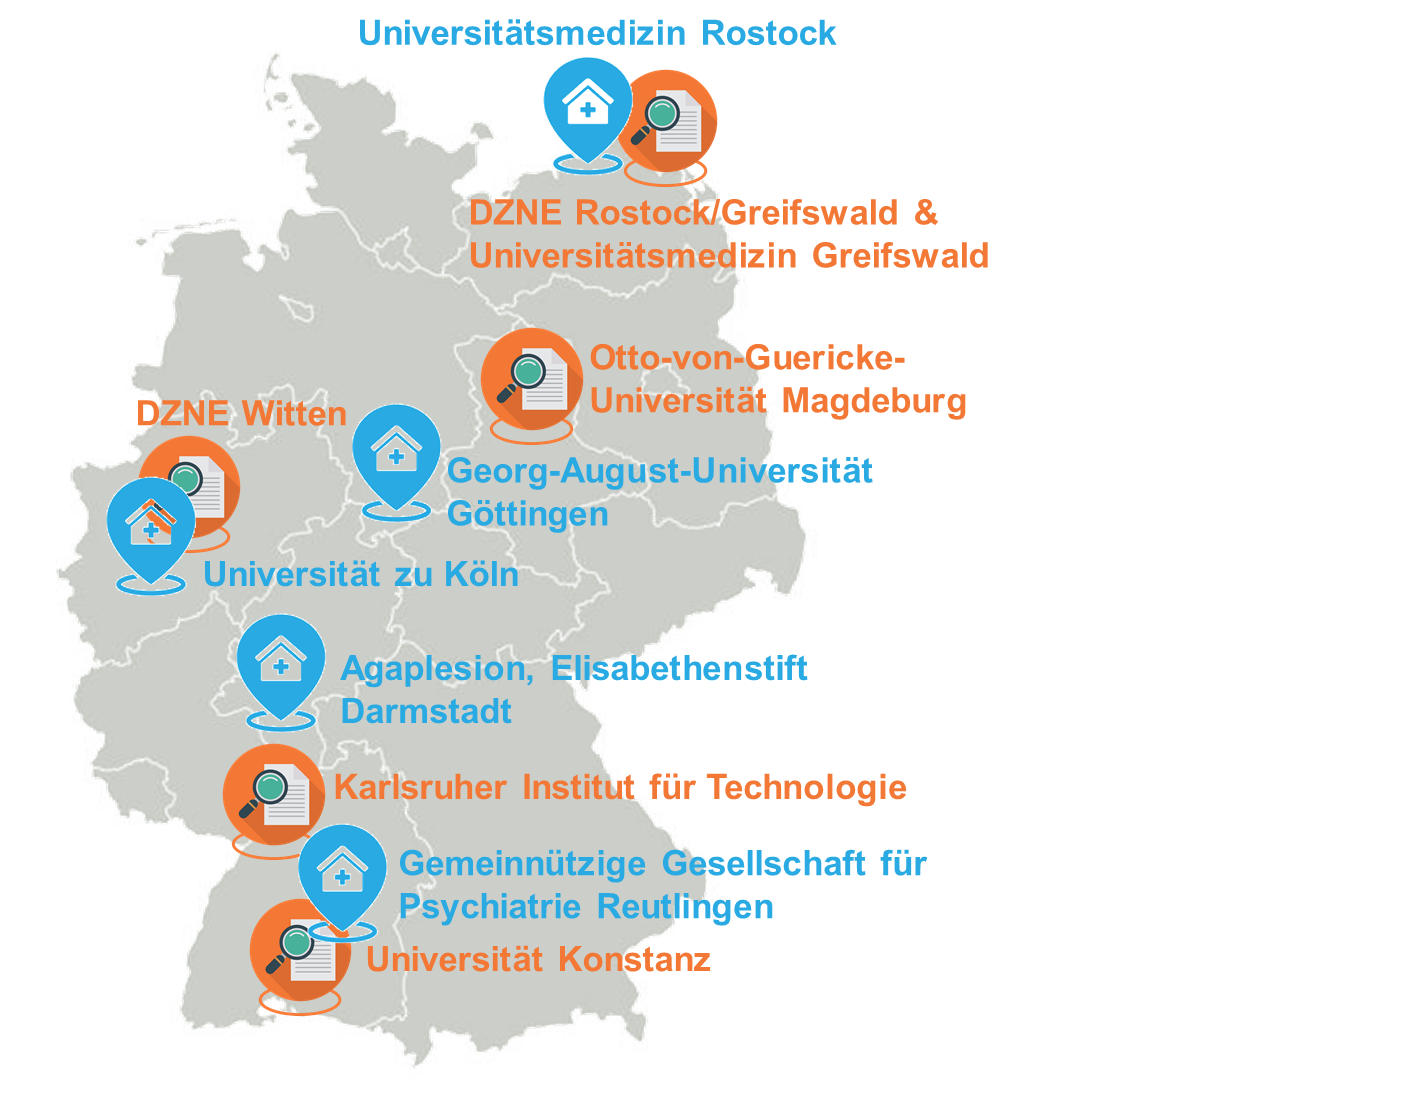 Universitätsmedizin Rostock
DZNE Rostock/Greifswald &
Universitätsmedizin Greifswald
Otto-von-Guericke-
Universität Magdeburg
DZNE Witten
Georg-August-Universität
Göttingen
Universität zu Köln
Agaplesion, Elisabethenstift
Darmstadt
Karlsruher Institut für Technologie
Gemeinnützige Gesellschaft für
Psychiatrie Reutlingen
Universität Konstanz